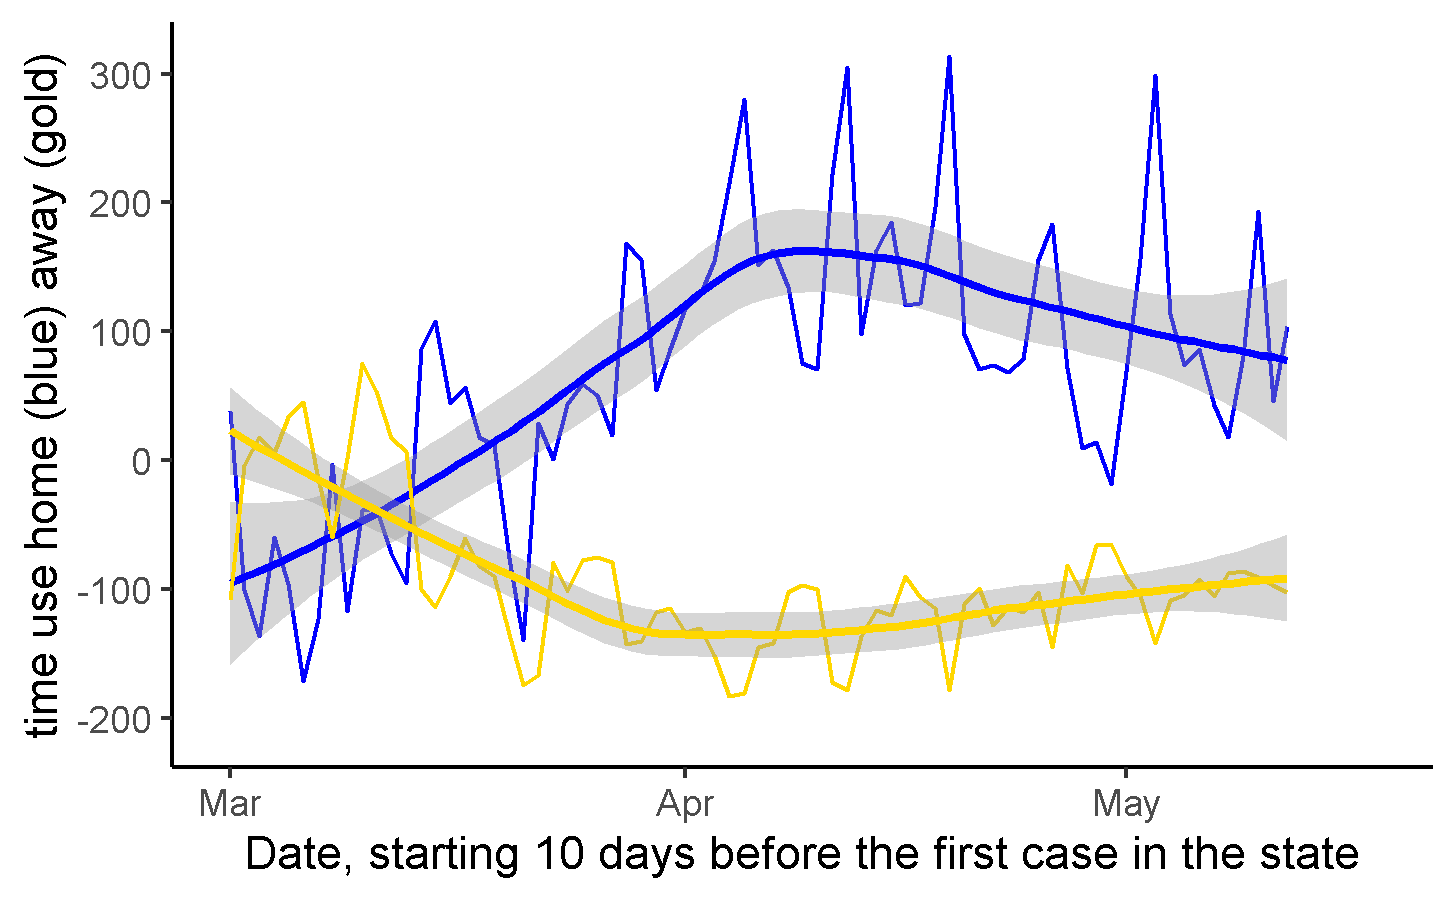 time use home (blue) away (gold)
300
200
100
0
-100
-200
Mar
Apr
May
Date, starting 10 days before the first case in the state